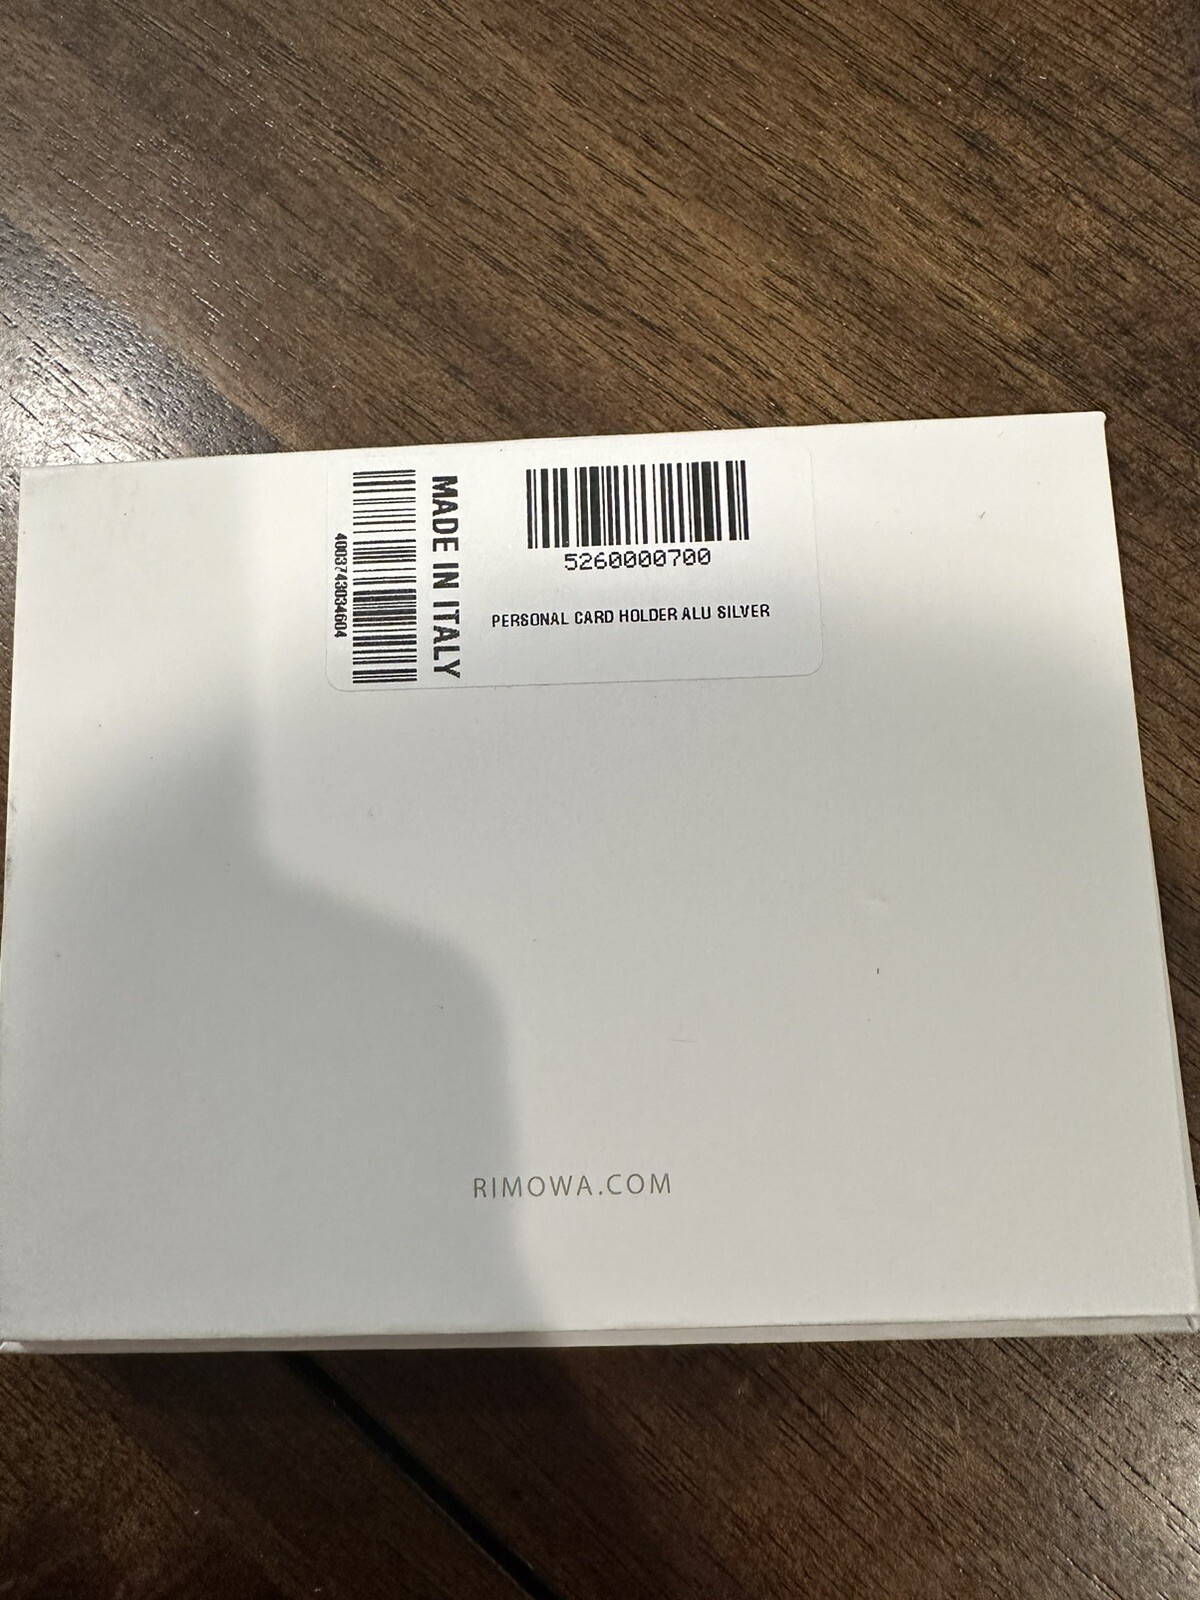 5260000700
PERSONAL CARD HOLDER ALU SILVER
MADE IN ITALY
4003743034604
RIMOWA.COM